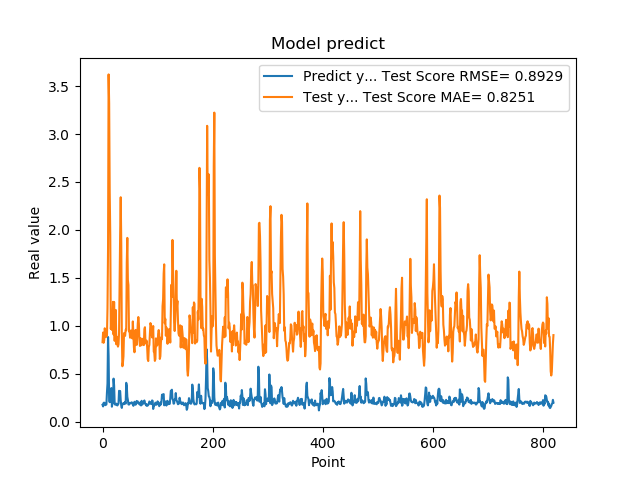 Model predict
Predict y... Test Score RMSE= 0.8929
Test y... Test Score MAE= 0.8251
3.5
3.0
2.5
2.0
1.5
1.0
0.5
0.0
Real value
0 200 400 600 800
Point